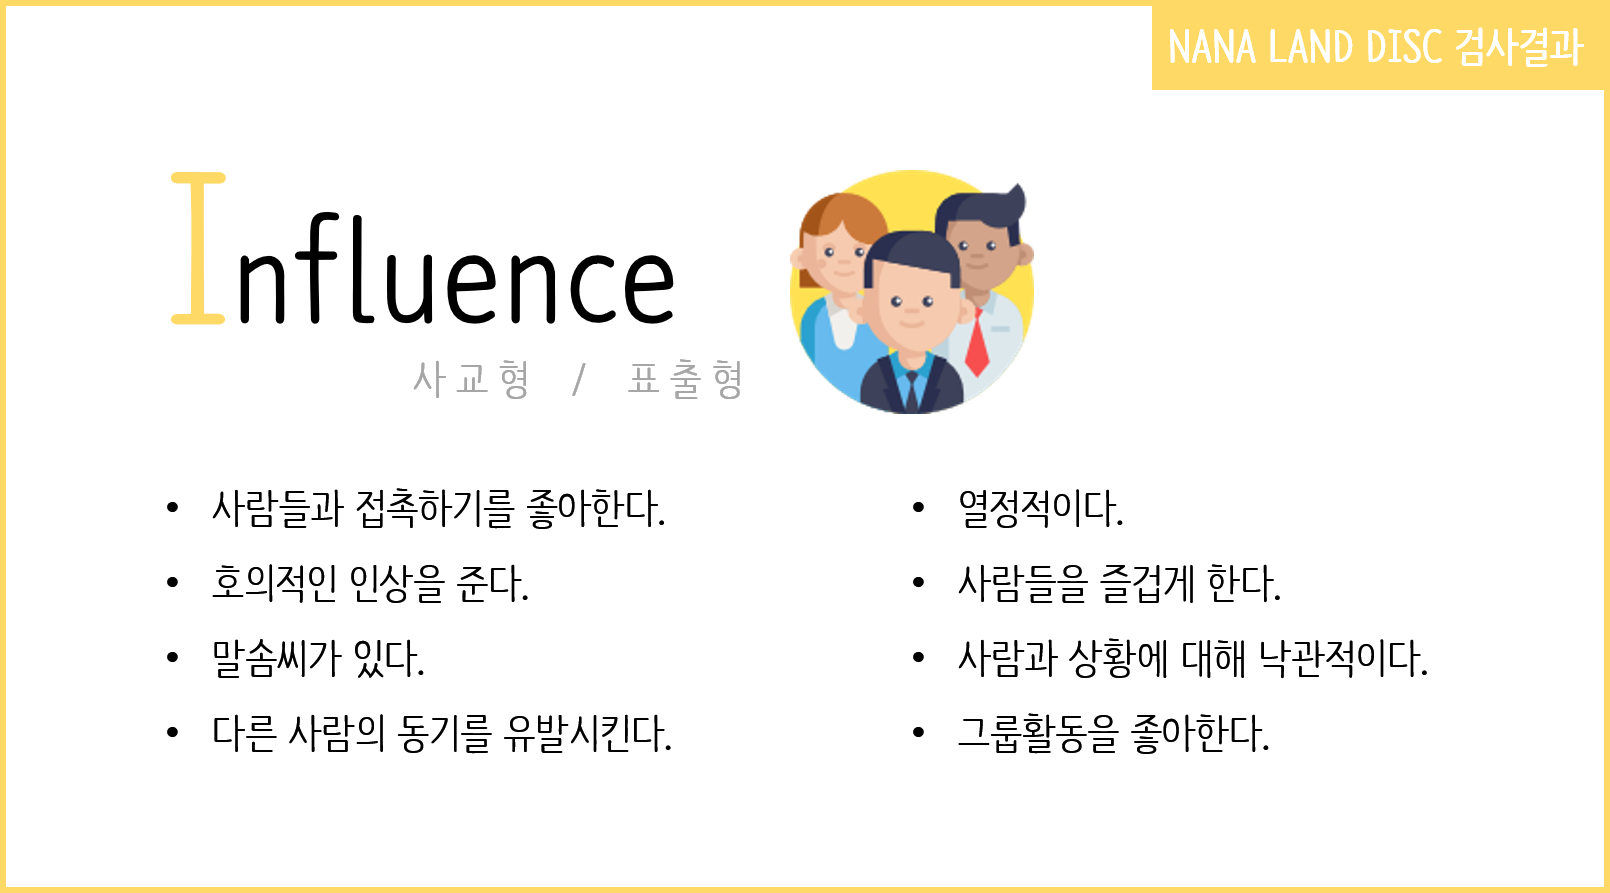 NANA LAND DISC 검사결과
Influence
사교형 / 표출형
• 사람들과 접촉하기를 좋아한다.
• 호의적인 인상을 준다.
• 말솜씨가 있다.
• 다른 사람의 동기를 유발시킨다.
• 열정적이다.
• 사람들을 즐겁게 한다.
• 사람과 상황에 대해 낙관적이다.
• 그룹활동을 좋아한다.